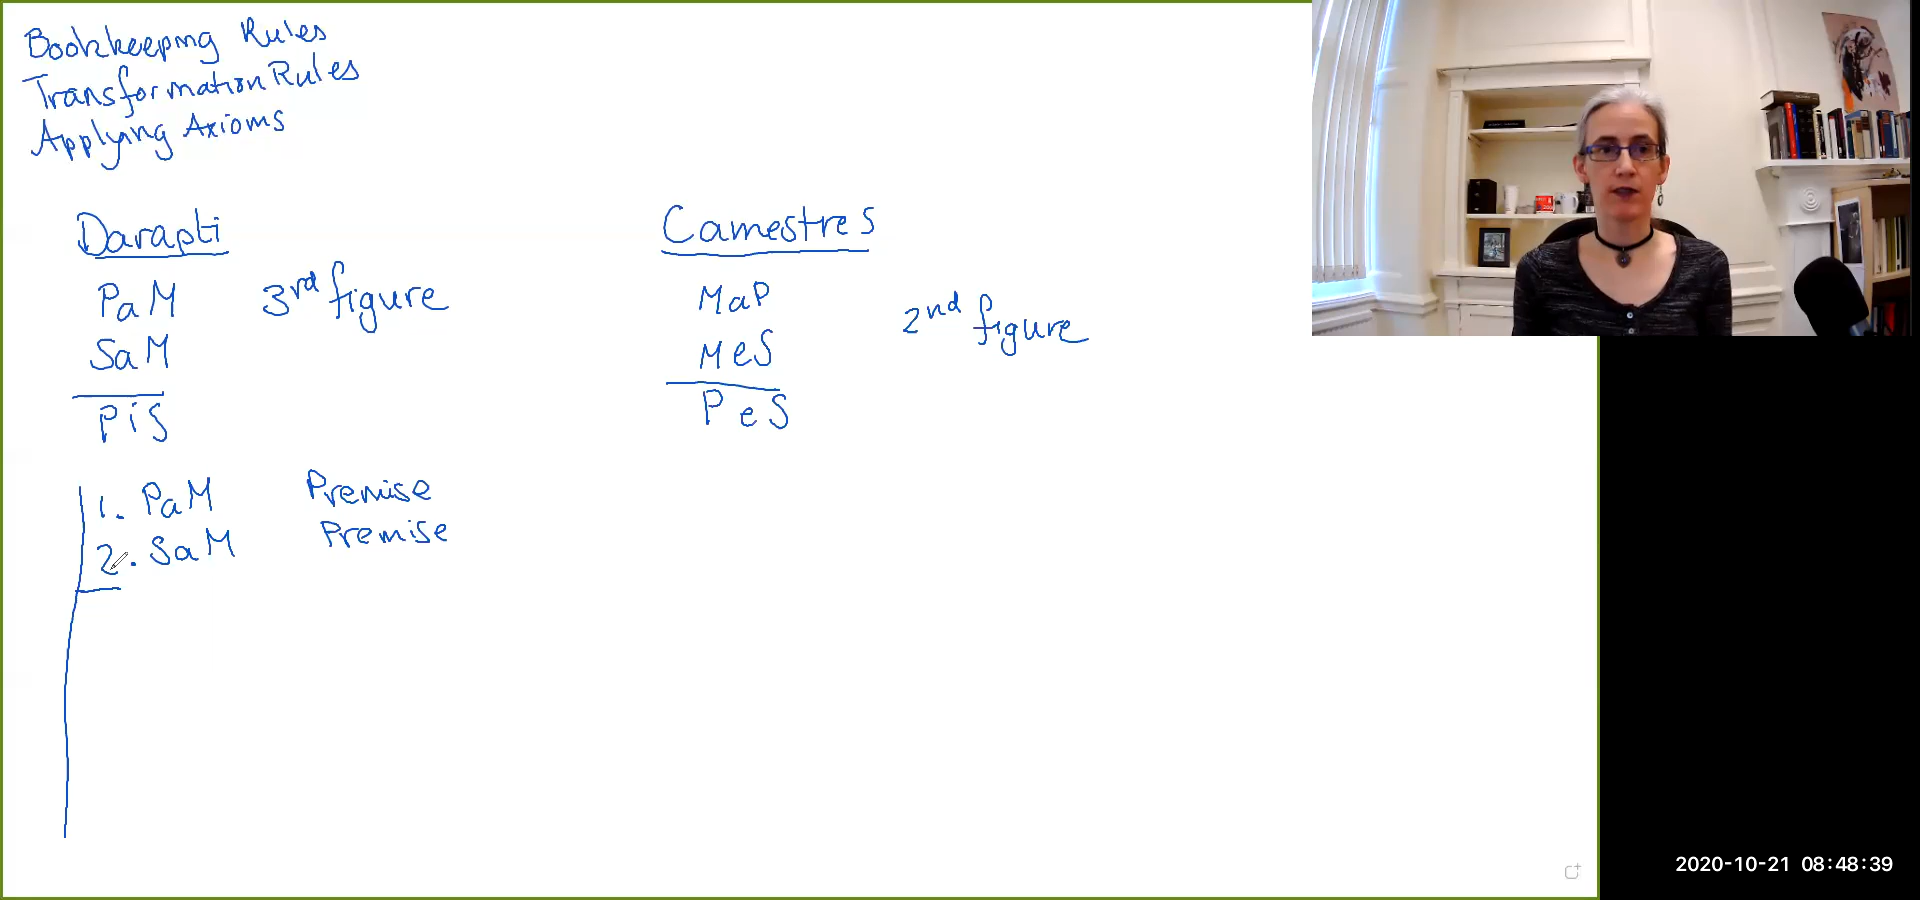 Bookkeeping Rules
Transformation Rules
Applying Axioms
Darapti
PaM
3rd figure
SaM
PiS
1. PaM Premise
2. SaM Premise
Camestres
MaP
2nd figure
MeS
PeS
2020-10-21 08:48:39